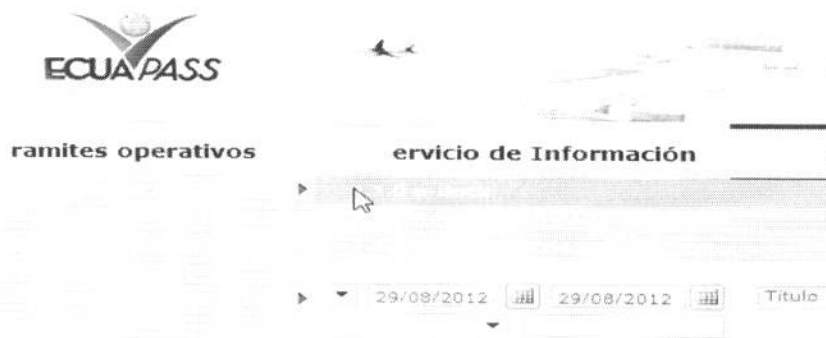 ECUAPASS
ramites operativos
ervicio de Información
29/08/2012 29/08/2012 Título